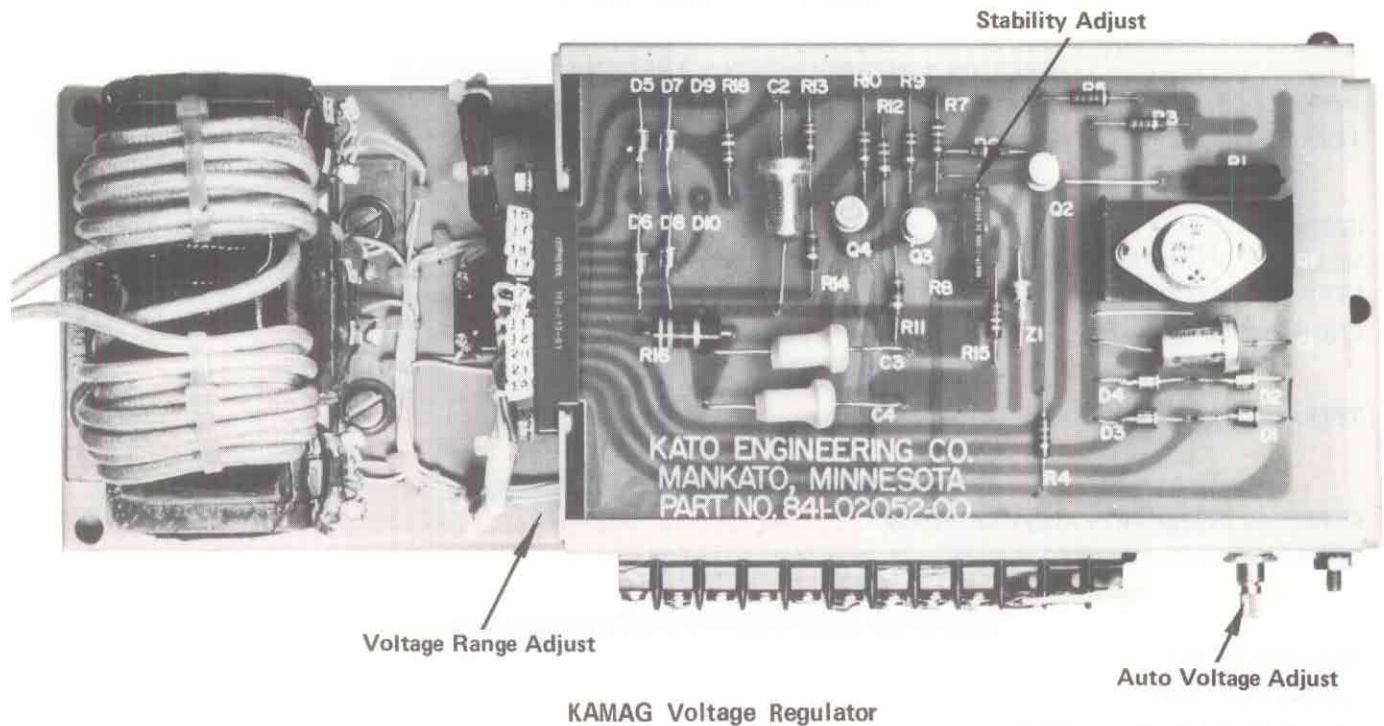 Stability Adjust
D5 D7 D9 R18 C2 R13 R10 R9
R12 R7
R5
R3
R1
D6 D8 D10
Q4 Q3 Q2
R14 R8
R11
R16 C3 R15 Z1
C4
D4 D2
D3 D1
R4
KATO ENGINEERING CO.
MANKATO, MINNESOTA
PART NO. 841-02052-00
Voltage Range Adjust
Auto Voltage Adjust
KAMAG Voltage Regulator